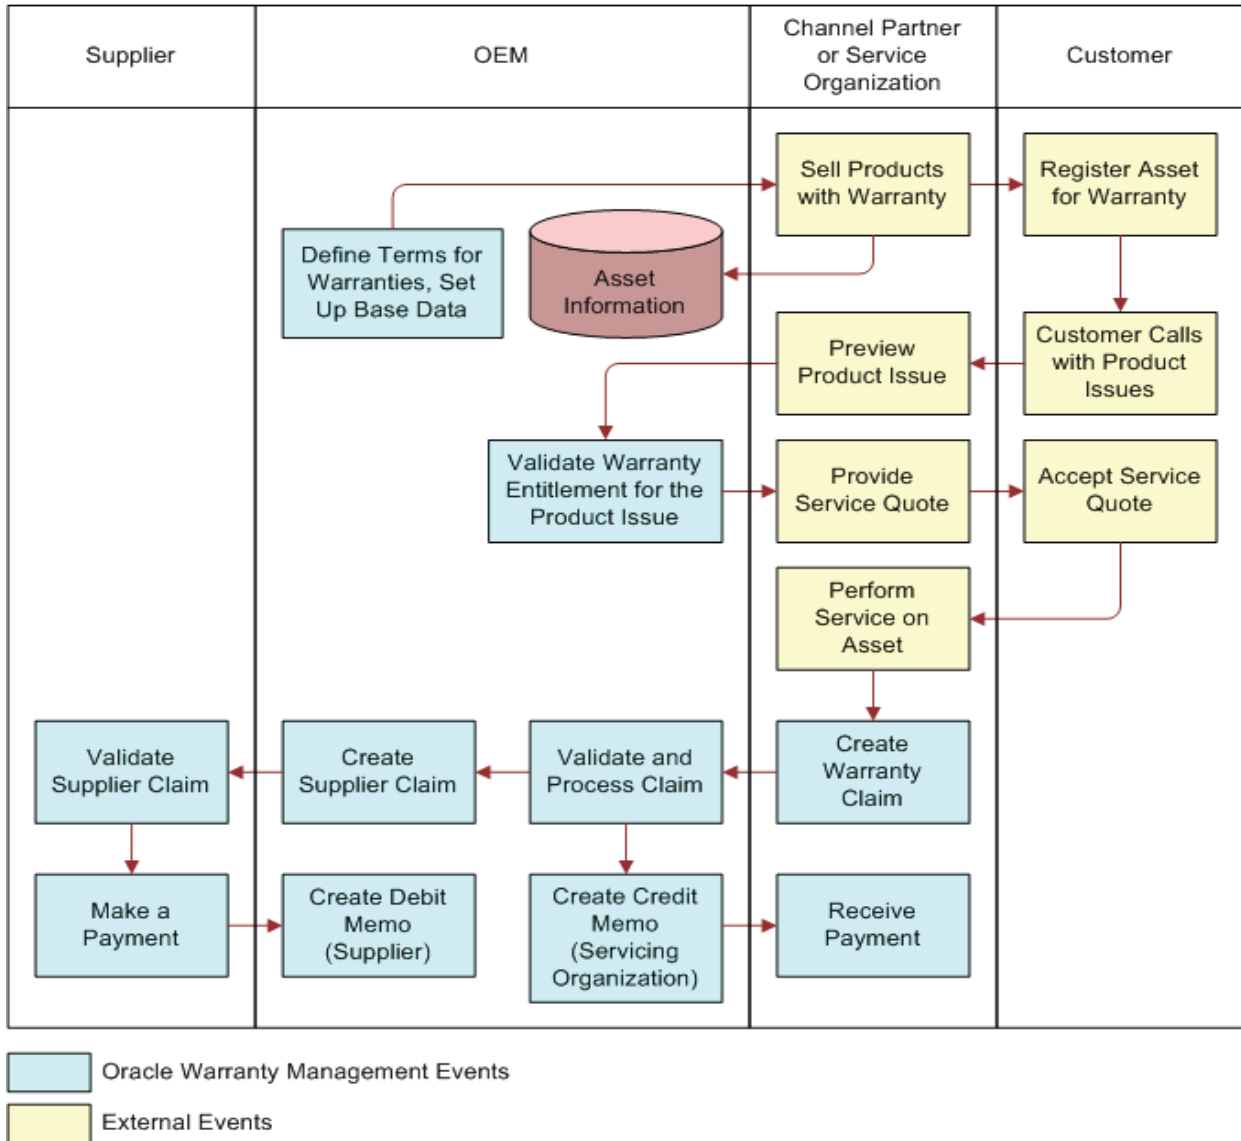 Supplier
OEM
Channel Partner
or Service
Organization
Customer
Sell Products
with Warranty
Register Asset
for Warranty
Define Terms for
Warranties, Set
Up Base Data
Asset
Information
Preview
Product Issue
Customer Calls
with Product
Issues
Validate Warranty
Entitlement for the
Product Issue
Provide
Service Quote
Accept Service
Quote
Perform
Service on
Asset
Validate
Supplier Claim
Create
Supplier Claim
Validate and
Process Claim
Create
Warranty
Claim
Make a
Payment
Create Debit
Memo
(Supplier)
Create Credit
Memo
(Servicing
Organization)
Receive
Payment
Oracle Warranty Management Events
External Events